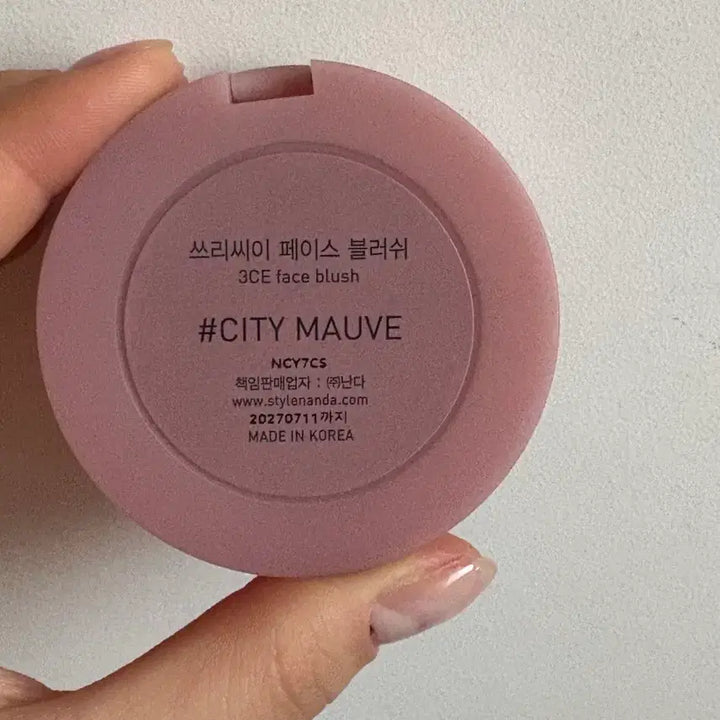 쓰리씨이 페이스 블러쉬
3CE face blush
#CITY MAUVE
NCY7CS
책임판매업자 : ㈜난다
www.stylenanda.com
20270711까지
MADE IN KOREA